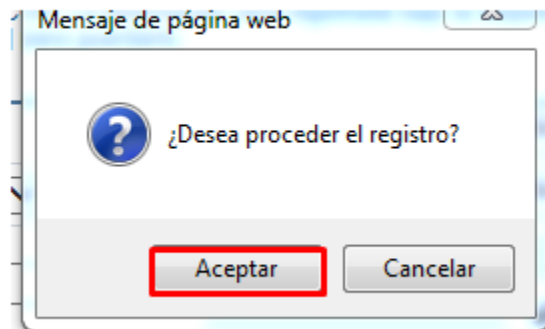 Mensaje de página web
¿Desea proceder el registro?
Aceptar
Cancelar